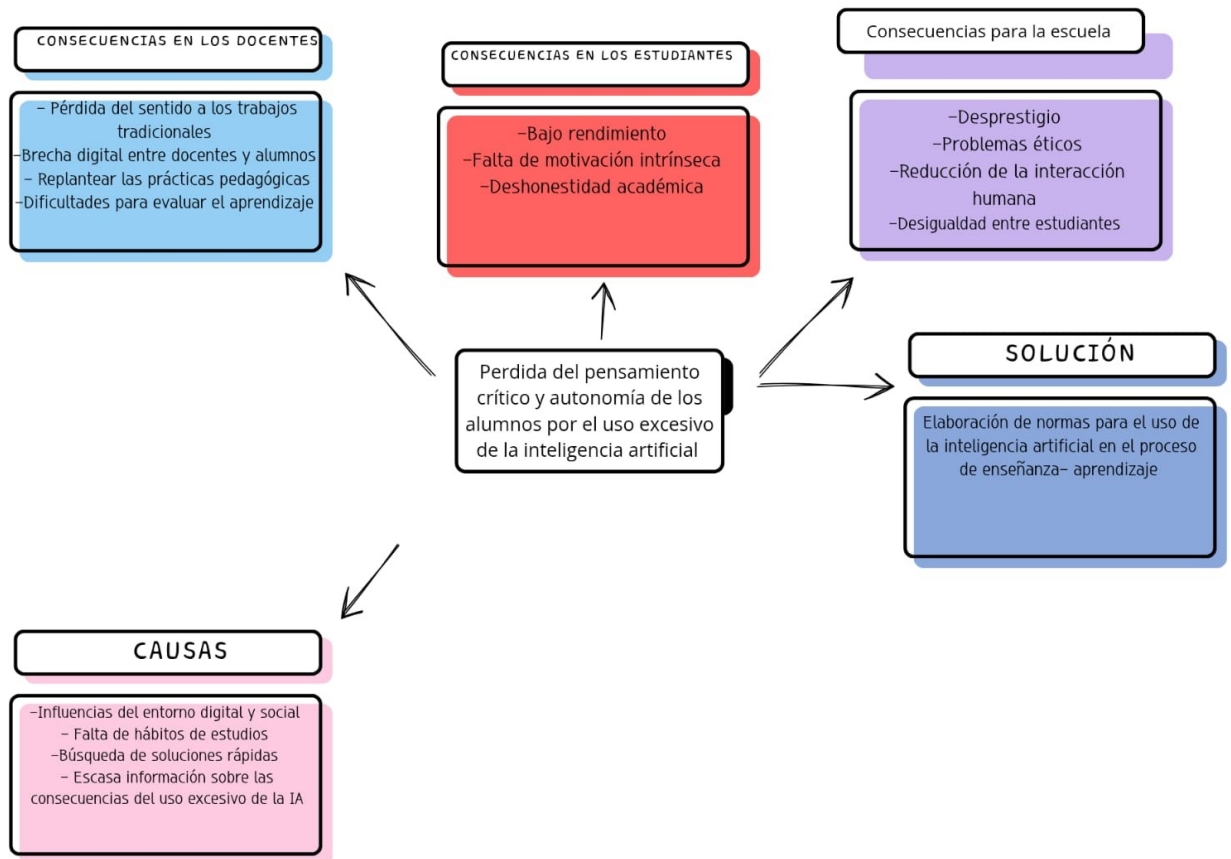 CONSECUENCIAS EN LOS DOCENTES
- Pérdida del sentido a los trabajos
tradicionales
-Brecha digital entre docentes y alumnos
- Replantear las prácticas pedagógicas
-Dificultades para evaluar el aprendizaje
CONSECUENCIAS EN LOS ESTUDIANTES
-Bajo rendimiento
-Falta de motivación intrínseca
-Deshonestidad académica
Consecuencias para la escuela
-Desprestigio
-Problemas éticos
-Reducción de la interacción
humana
-Desigualdad entre estudiantes
Perdida del pensamiento
crítico y autonomía de los
alumnos por el uso excesivo
de la inteligencia artificial
SOLUCIÓN
Elaboración de normas para el uso de
la inteligencia artificial en el proceso
de enseñanza- aprendizaje
CAUSAS
-Influencias del entorno digital y social
- Falta de hábitos de estudios
-Búsqueda de soluciones rápidas
- Escasa información sobre las
consecuencias del uso excesivo de la IA